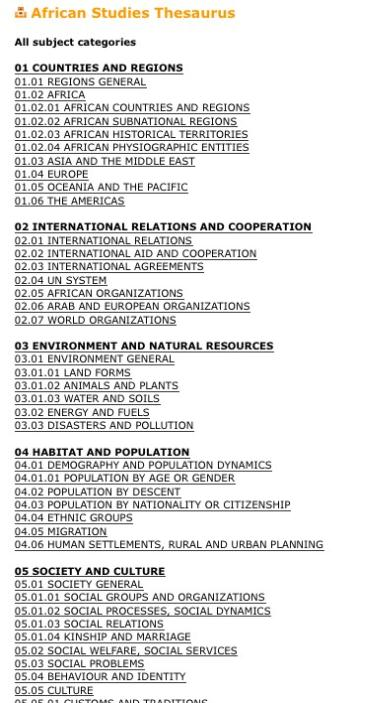 African Studies Thesaurus
All subject categories
01 COUNTRIES AND REGIONS
01.01 REGIONS GENERAL
01.02 AFRICA
01.02.01 AFRICAN COUNTRIES AND REGIONS
01.02.02 AFRICAN SUBNATIONAL REGIONS
01.02.03 AFRICAN HISTORICAL TERRITORIES
01.02.04 AFRICAN PHYSIOGRAPHIC ENTITIES
01.03 ASIA AND THE MIDDLE EAST
01.04 EUROPE
01.05 OCEANIA AND THE PACIFIC
01.06 THE AMERICAS
02 INTERNATIONAL RELATIONS AND COOPERATION
02.01 INTERNATIONAL RELATIONS
02.02 INTERNATIONAL AID AND COOPERATION
02.03 INTERNATIONAL AGREEMENTS
02.04 UN SYSTEM
02.05 AFRICAN ORGANIZATIONS
02.06 ARAB AND EUROPEAN ORGANIZATIONS
02.07 WORLD ORGANIZATIONS
03 ENVIRONMENT AND NATURAL RESOURCES
03.01 ENVIRONMENT GENERAL
03.01.01 LAND FORMS
03.01.02 ANIMALS AND PLANTS
03.01.03 WATER AND SOILS
03.02 ENERGY AND FUELS
03.03 DISASTERS AND POLLUTION
04 HABITAT AND POPULATION
04.01 DEMOGRAPHY AND POPULATION DYNAMICS
04.01.01 POPULATION BY AGE OR GENDER
04.02 POPULATION BY DESCENT
04.03 POPULATION BY NATIONALITY OR CITIZENSHIP
04.04 ETHNIC GROUPS
04.05 MIGRATION
04.06 HUMAN SETTLEMENTS, RURAL AND URBAN PLANNING
05 SOCIETY AND CULTURE
05.01 SOCIETY GENERAL
05.01.01 SOCIAL GROUPS AND ORGANIZATIONS
05.01.02 SOCIAL PROCESSES, SOCIAL DYNAMICS
05.01.03 SOCIAL RELATIONS
05.01.04 KINSHIP AND MARRIAGE
05.02 SOCIAL WELFARE, SOCIAL SERVICES
05.03 SOCIAL PROBLEMS
05.04 BEHAVIOUR AND IDENTITY
05.05 CULTURE
05.05.01 CUSTOMS AND TRADITIONS